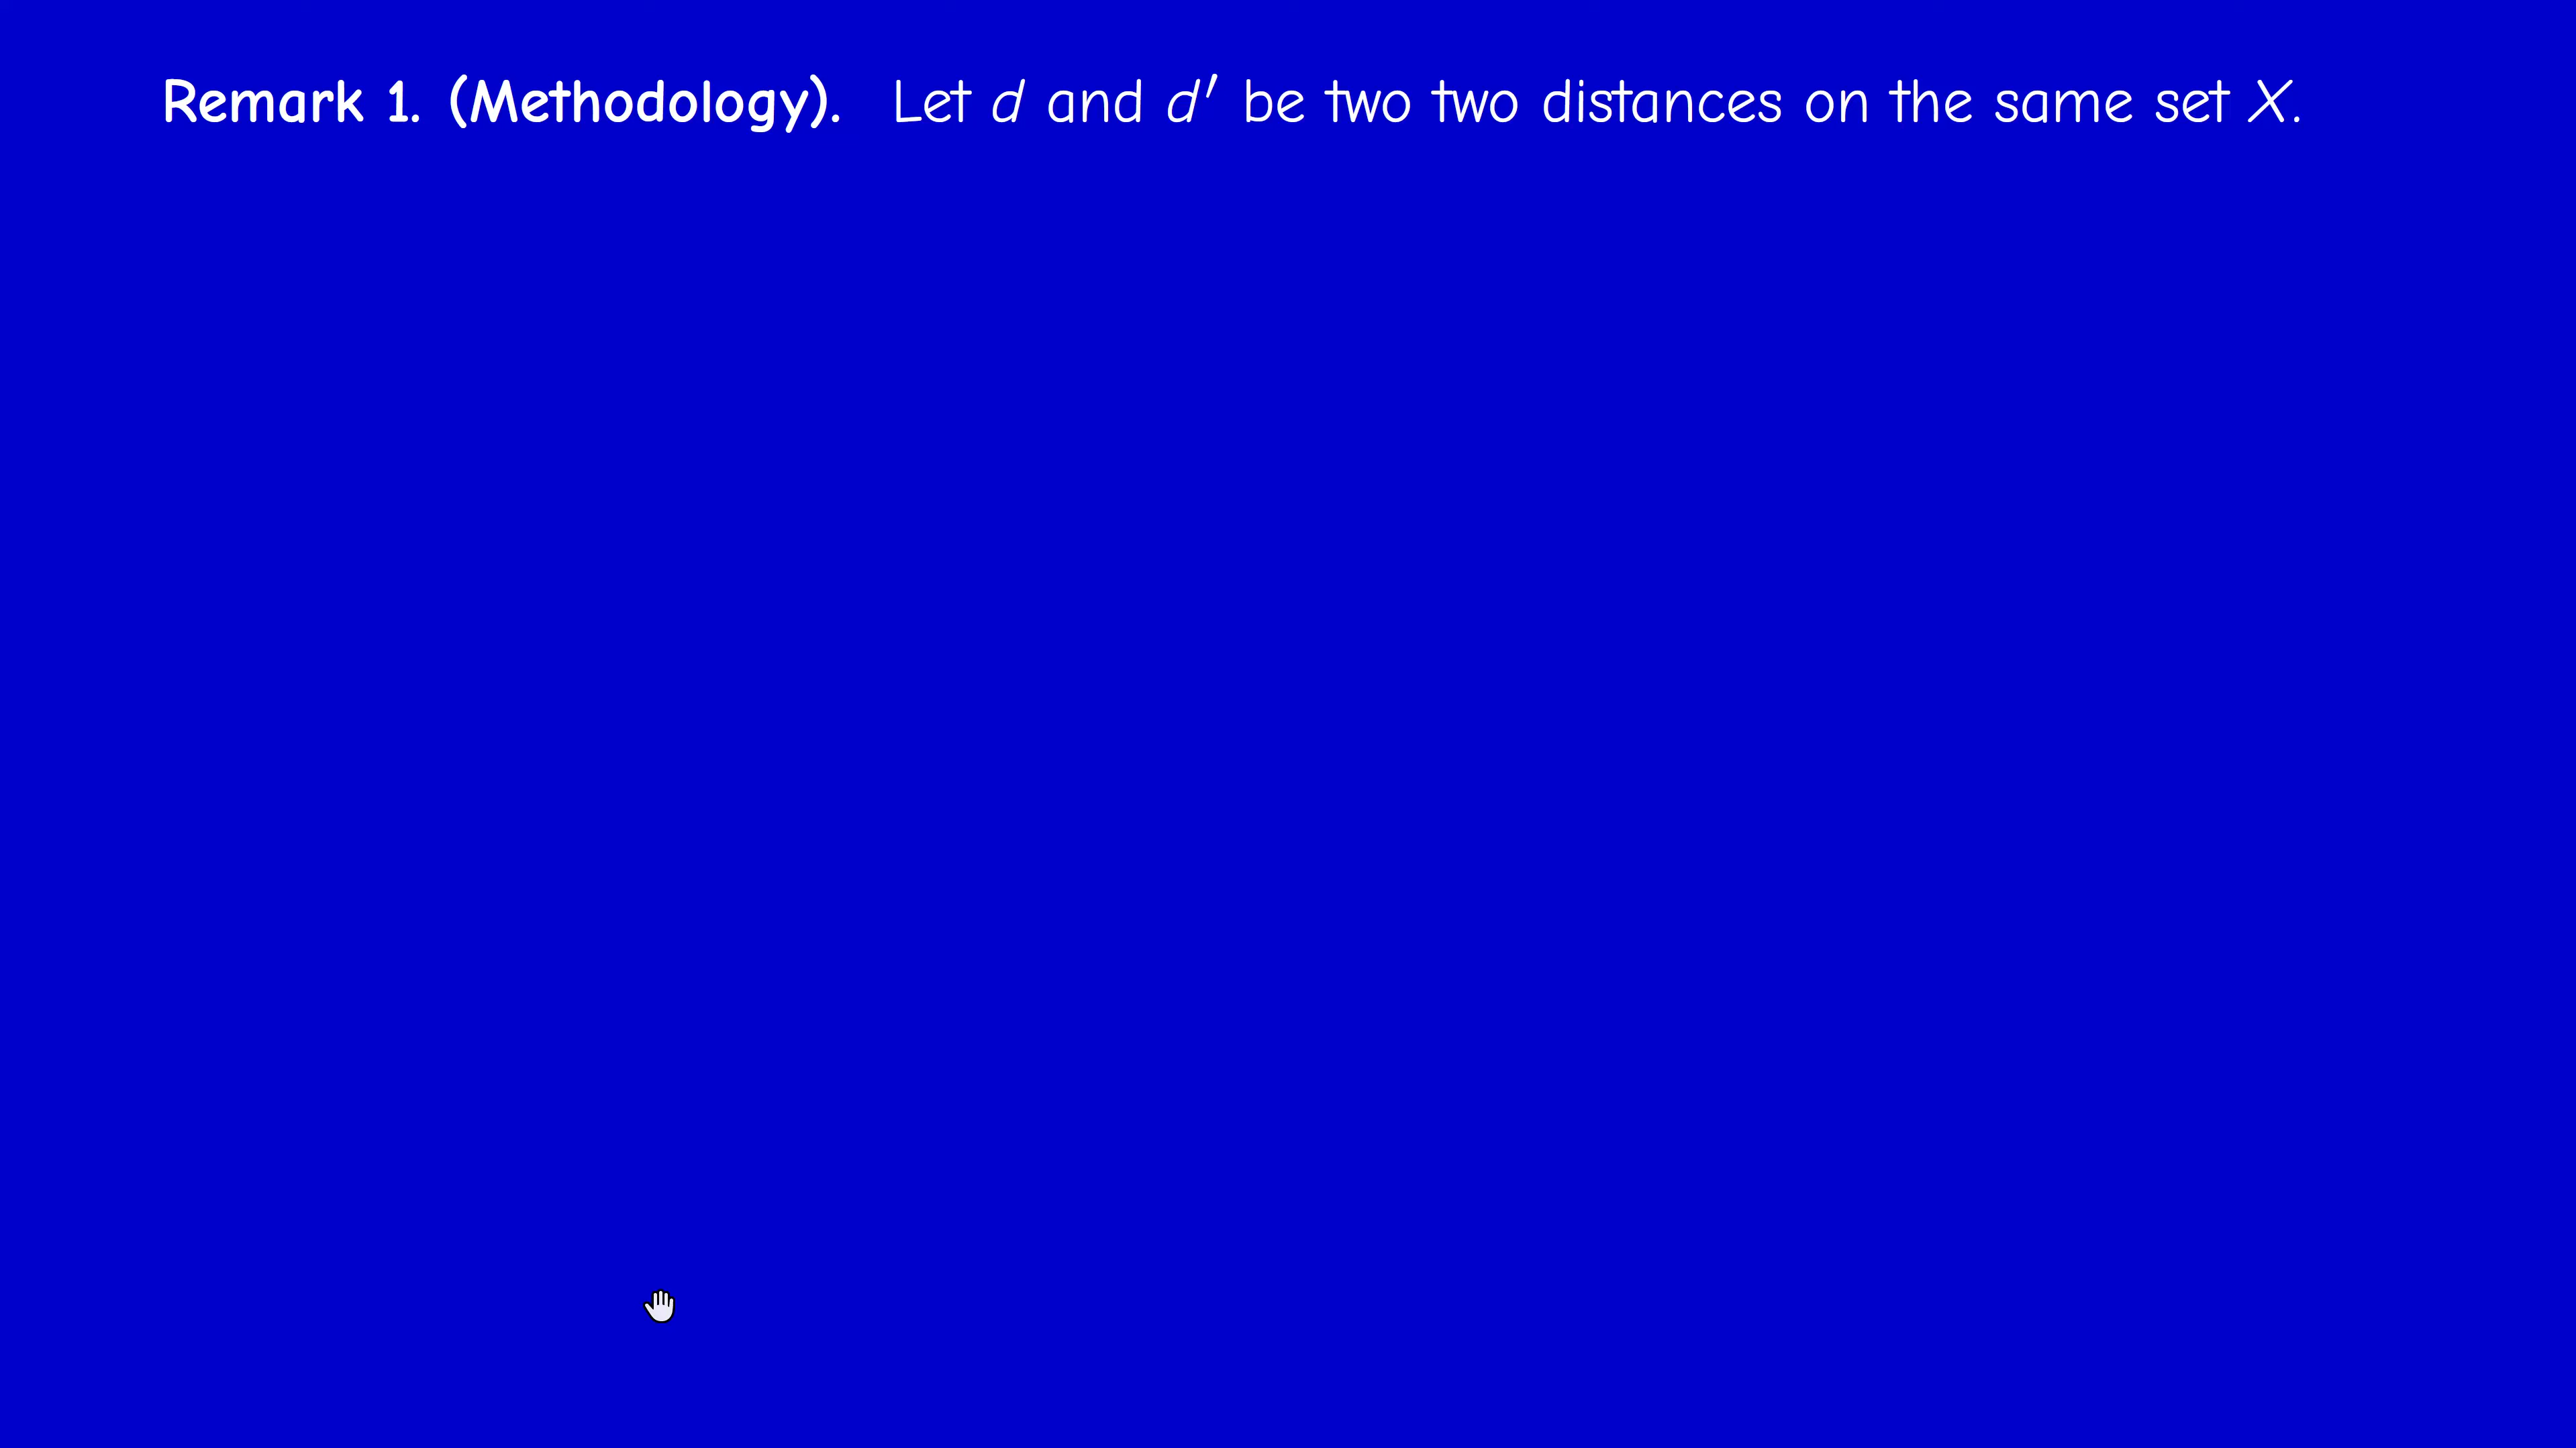 Remark 1. (Methodology). Let d and d′ be two two distances on the same set X.